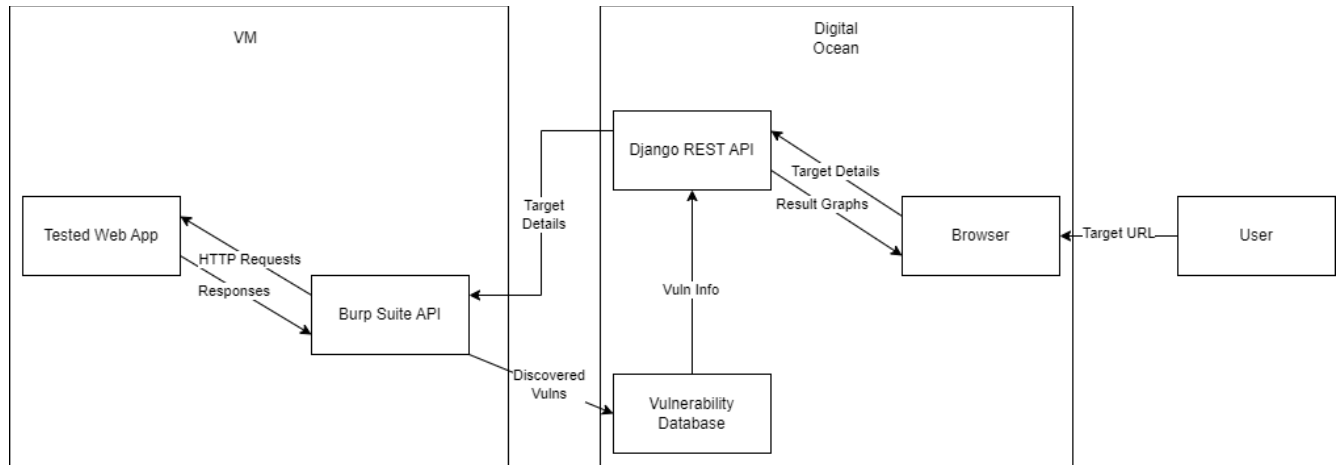 VM
Digital
Ocean
Django REST API
Target Details
Result Graphs
Target
Details
Tested Web App
HTTP Requests
Responses
Burp Suite API
Browser
Target URL
User
Vuln Info
Discovered
Vulns
Vulnerability
Database